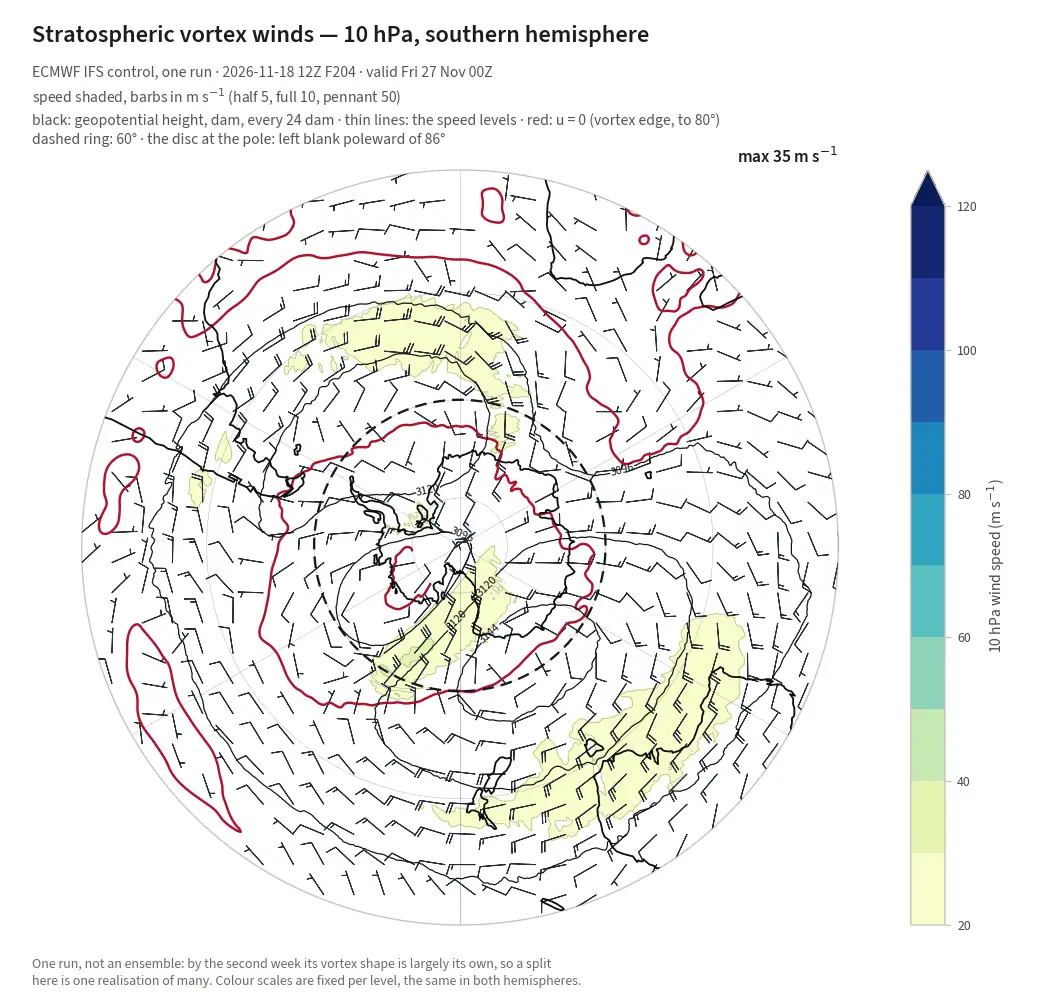 Stratospheric vortex winds — 10 hPa, southern hemisphere
ECMWF IFS control, one run · 2026-11-18 12Z F204 · valid Fri 27 Nov 00Z
speed shaded, barbs in m s⁻¹ (half 5, full 10, pennant 50)
black: geopotential height, dam, every 24 dam · thin lines: the speed levels · red: u = 0 (vortex edge, to 80°)
dashed ring: 60° · the disc at the pole: left blank poleward of 86°
max 35 m s⁻¹
120
100
80
60
40
20
10 hPa wind speed (m s⁻¹)
3096
3120
3120
One run, not an ensemble: by the second week its vortex shape is largely its own, so a split
here is one realisation of many. Colour scales are fixed per level, the same in both hemispheres.